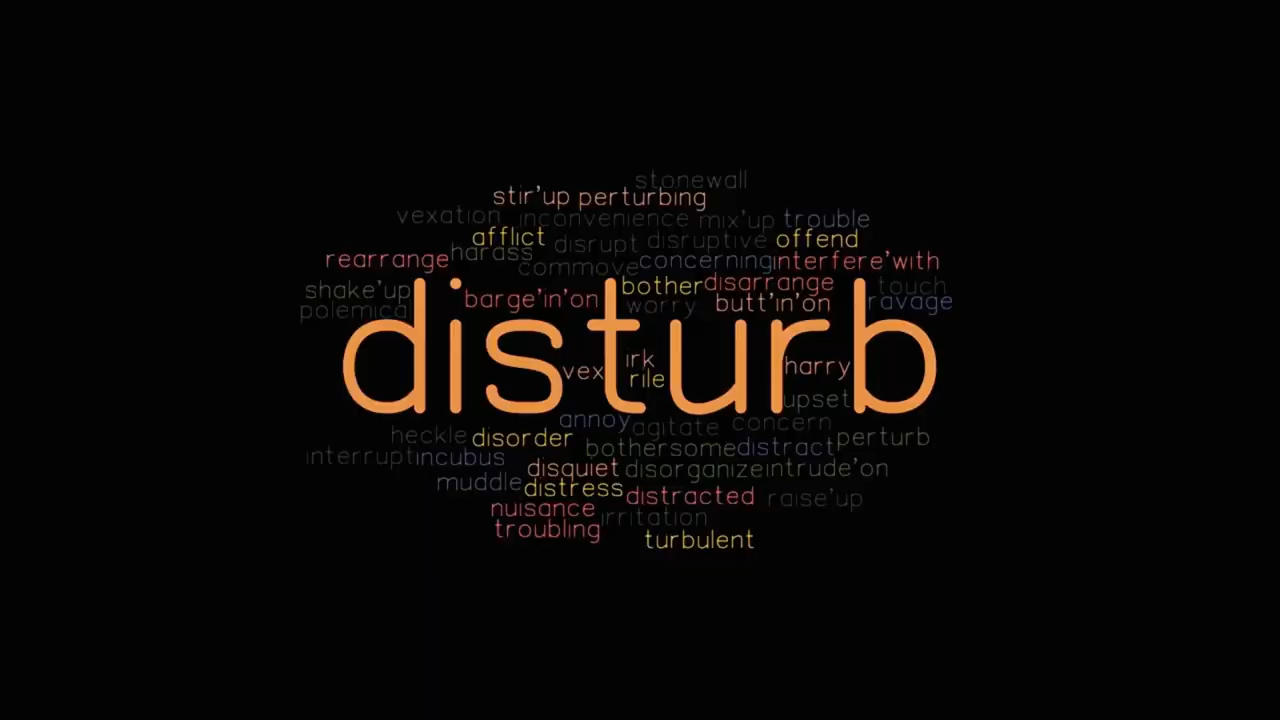 stonewall
stir'up perturbing
vexation inconvenience mix'up trouble
afflict disrupt disruptive offend
rearrange harass commove concerning interfere'with
shake'up barge'in'on bother disarrange touch
polemical worry butt'in'on ravage
disturb
vex irk harry
rile
upset
annoy agitate concern
heckle disorder bothersome distract perturb
interrupt incubus disquiet disorganize intrude'on
muddle distress distracted raise'up
nuisance irritation
troubling turbulent